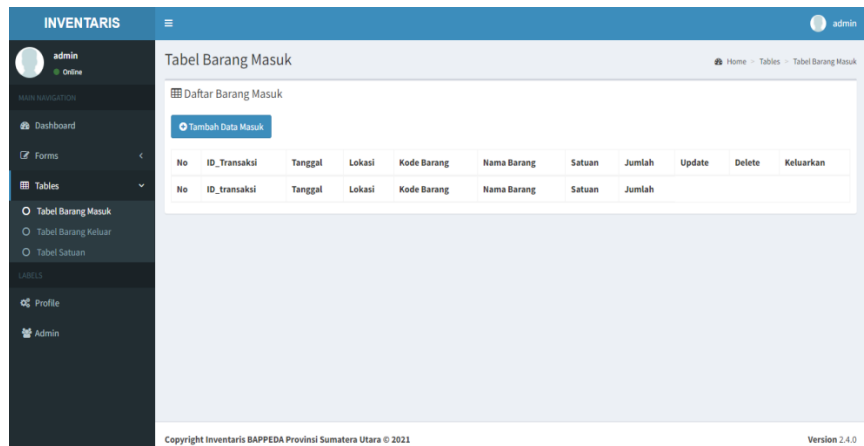 INVENTARIS
admin
admin
Online
MAIN NAVIGATION
Dashboard
Forms
Tables
Tabel Barang Masuk
Tabel Barang Keluar
Tabel Satuan
LABELS
Profile
Admin
Tabel Barang Masuk
Home > Tables > Tabel Barang Masuk
Daftar Barang Masuk
Tambah Data Masuk
No ID_Transaksi Tanggal Lokasi Kode Barang Nama Barang Satuan Jumlah Update Delete Keluarkan
No ID_transaksi Tanggal Lokasi Kode Barang Nama Barang Satuan Jumlah
Copyright Inventaris BAPPEDA Provinsi Sumatera Utara © 2021
Version 2.4.0